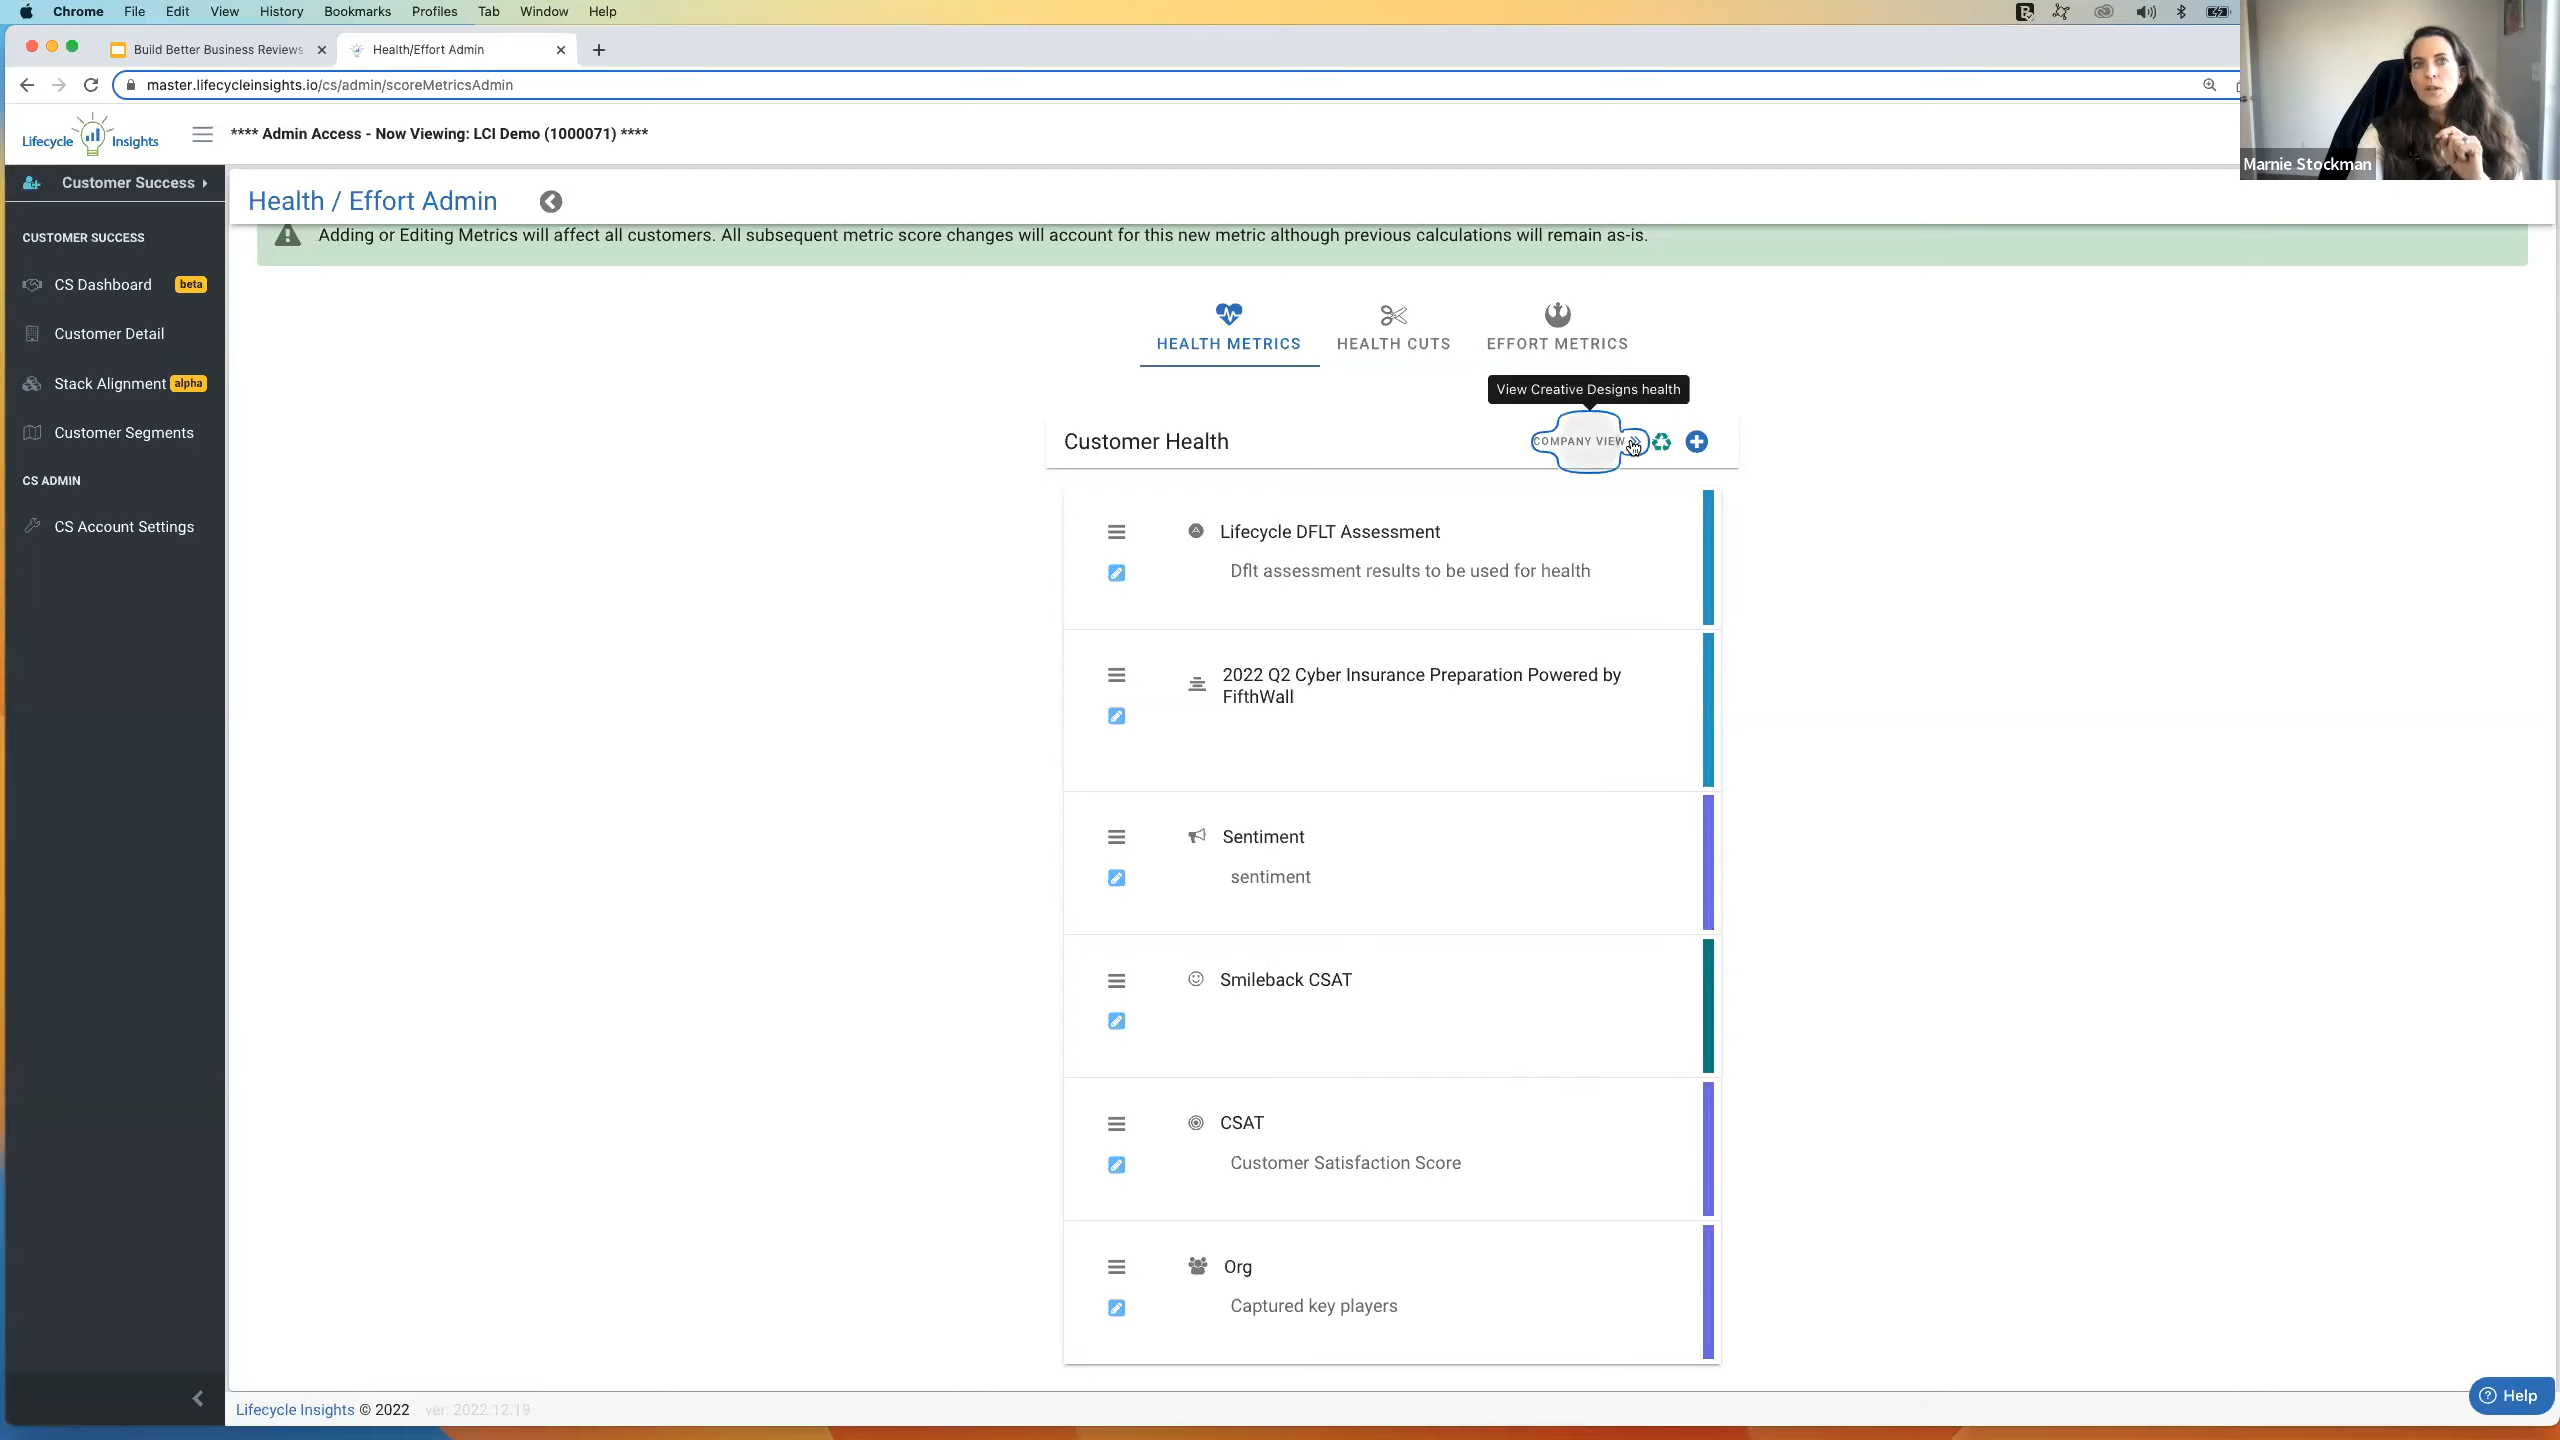 Chrome File Edit View History Bookmarks Profiles Tab Window Help
Build Better Business Reviews
Health/Effort Admin
master.lifecycleinsights.io/cs/admin/scoreMetricsAdmin
Marnie Stockman
Lifecycle Insights
**** Admin Access - Now Viewing: LCI Demo (1000071) ****
Customer Success
CUSTOMER SUCCESS
CS Dashboard beta
Customer Detail
Stack Alignment alpha
Customer Segments
CS ADMIN
CS Account Settings
Health / Effort Admin
Adding or Editing Metrics will affect all customers. All subsequent metric score changes will account for this new metric although previous calculations will remain as-is.
HEALTH METRICS
HEALTH CUTS
EFFORT METRICS
View Creative Designs health
Customer Health
COMPANY VIEW
Lifecycle DFLT Assessment
Dflt assessment results to be used for health
2022 Q2 Cyber Insurance Preparation Powered by
FifthWall
Sentiment
sentiment
Smileback CSAT
CSAT
Customer Satisfaction Score
Org
Captured key players
Lifecycle Insights © 2022 ver. 2022.12.19
Help